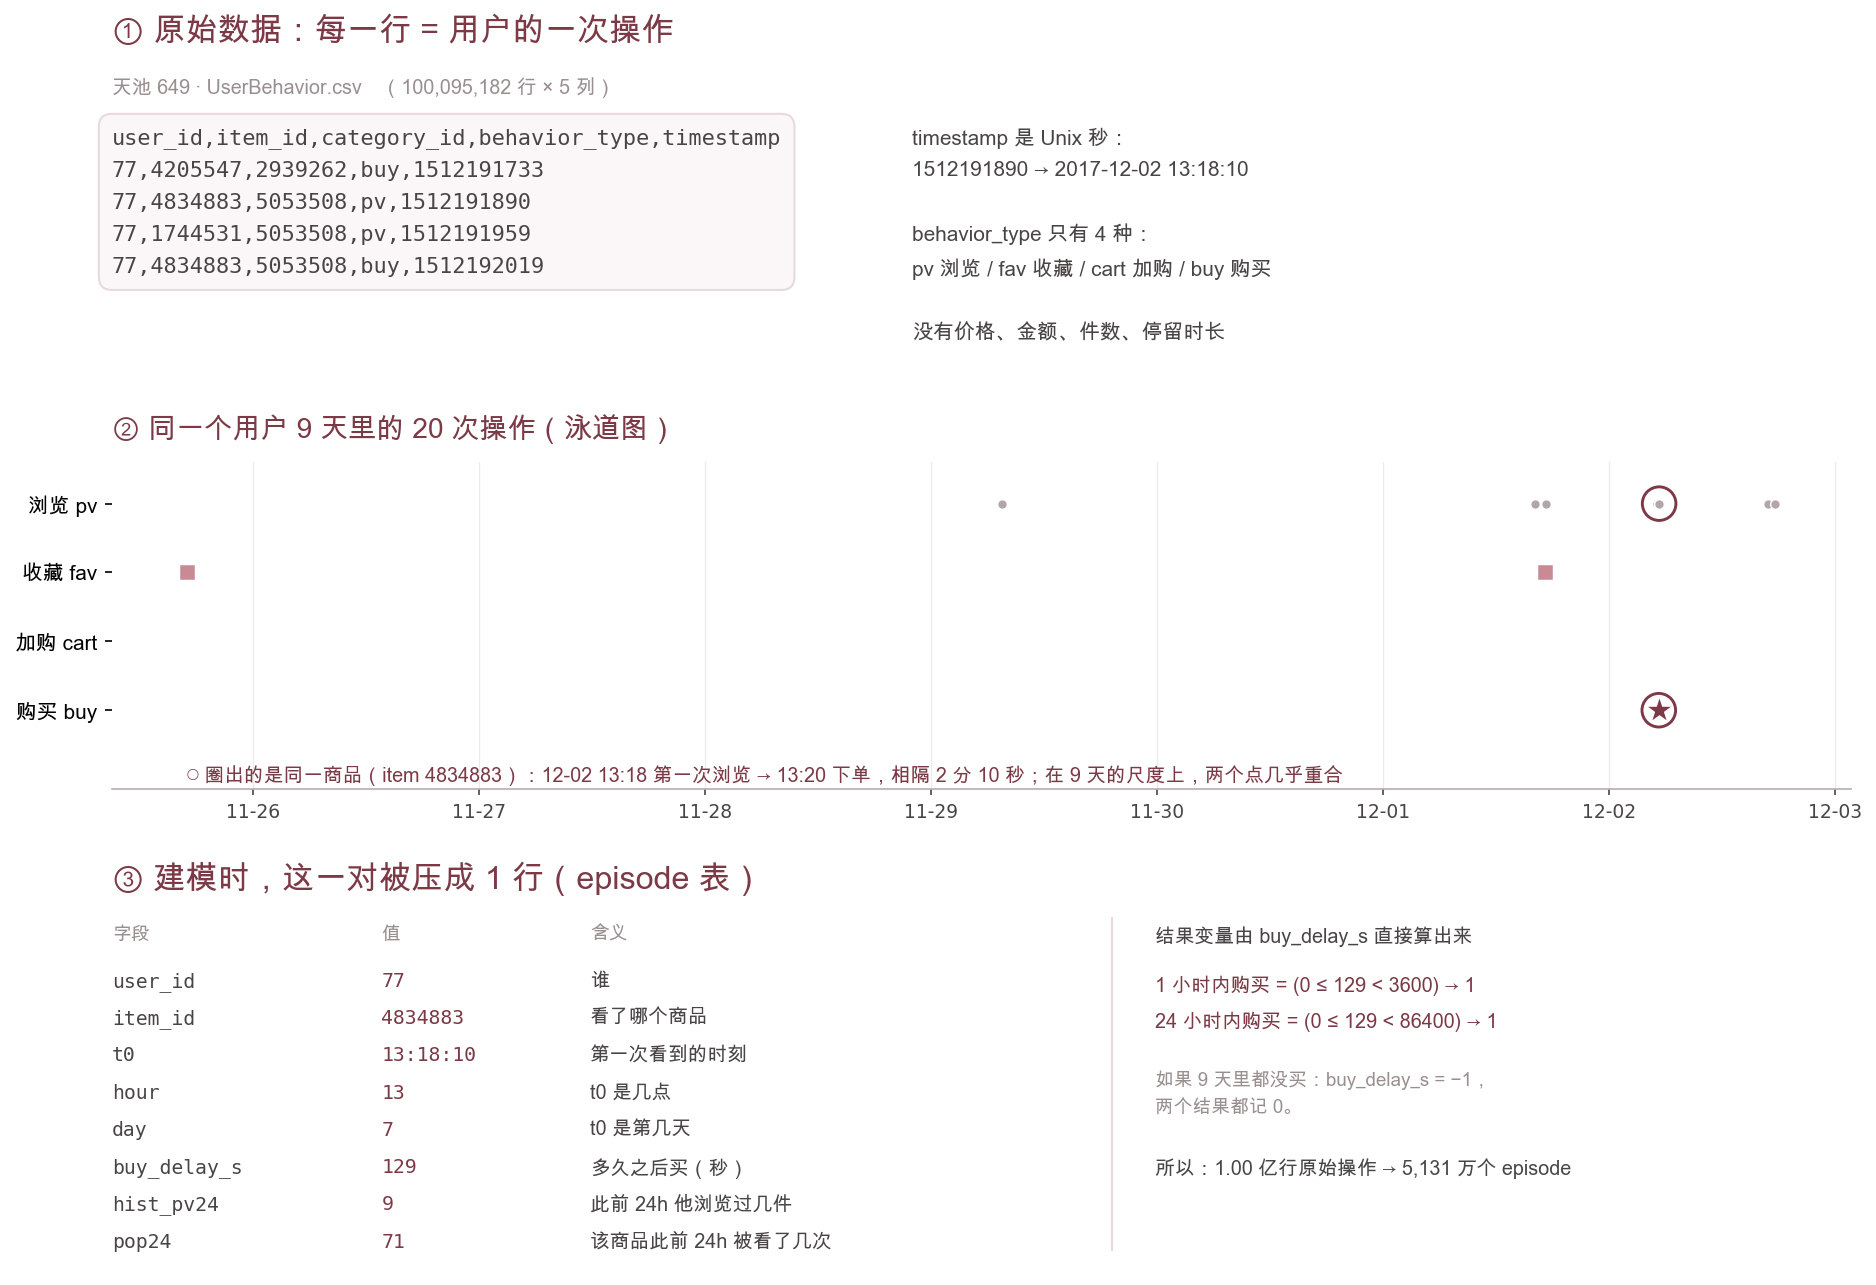 ① 原始数据：每一行 = 用户的一次操作
天池 649 · UserBehavior.csv （ 100,095,182 行 × 5 列 ）
user_id,item_id,category_id,behavior_type,timestamp
77,4205547,2939262,buy,1512191733
77,4834883,5053508,pv,1512191890
77,1744531,5053508,pv,1512191959
77,4834883,5053508,buy,1512192019
timestamp 是 Unix 秒：
1512191890 → 2017-12-02 13:18:10
behavior_type 只有 4 种：
pv 浏览 / fav 收藏 / cart 加购 / buy 购买
没有价格、金额、件数、停留时长
② 同一个用户 9 天里的 20 次操作（泳道图）
浏览 pv
收藏 fav
加购 cart
购买 buy
○ 圈出的是同一商品（item 4834883）：12-02 13:18 第一次浏览 → 13:20 下单，相隔 2 分 10 秒；在 9 天的尺度上，两个点几乎重合
11-26 11-27 11-28 11-29 11-30 12-01 12-02 12-03
③ 建模时，这一对被压成 1 行（episode 表）
字段 值 含义
user_id 77 谁
item_id 4834883 看了哪个商品
t0 13:18:10 第一次看到的时刻
hour 13 t0 是几点
day 7 t0 是第几天
buy_delay_s 129 多久之后买（秒）
hist_pv24 9 此前 24h 他浏览过几件
pop24 71 该商品此前 24h 被看了几次
结果变量由 buy_delay_s 直接算出来
1 小时内购买 = (0 ≤ 129 < 3600) → 1
24 小时内购买 = (0 ≤ 129 < 86400) → 1
如果 9 天里都没买：buy_delay_s = −1，
两个结果都记 0。
所以：1.00 亿行原始操作 → 5,131 万个 episode